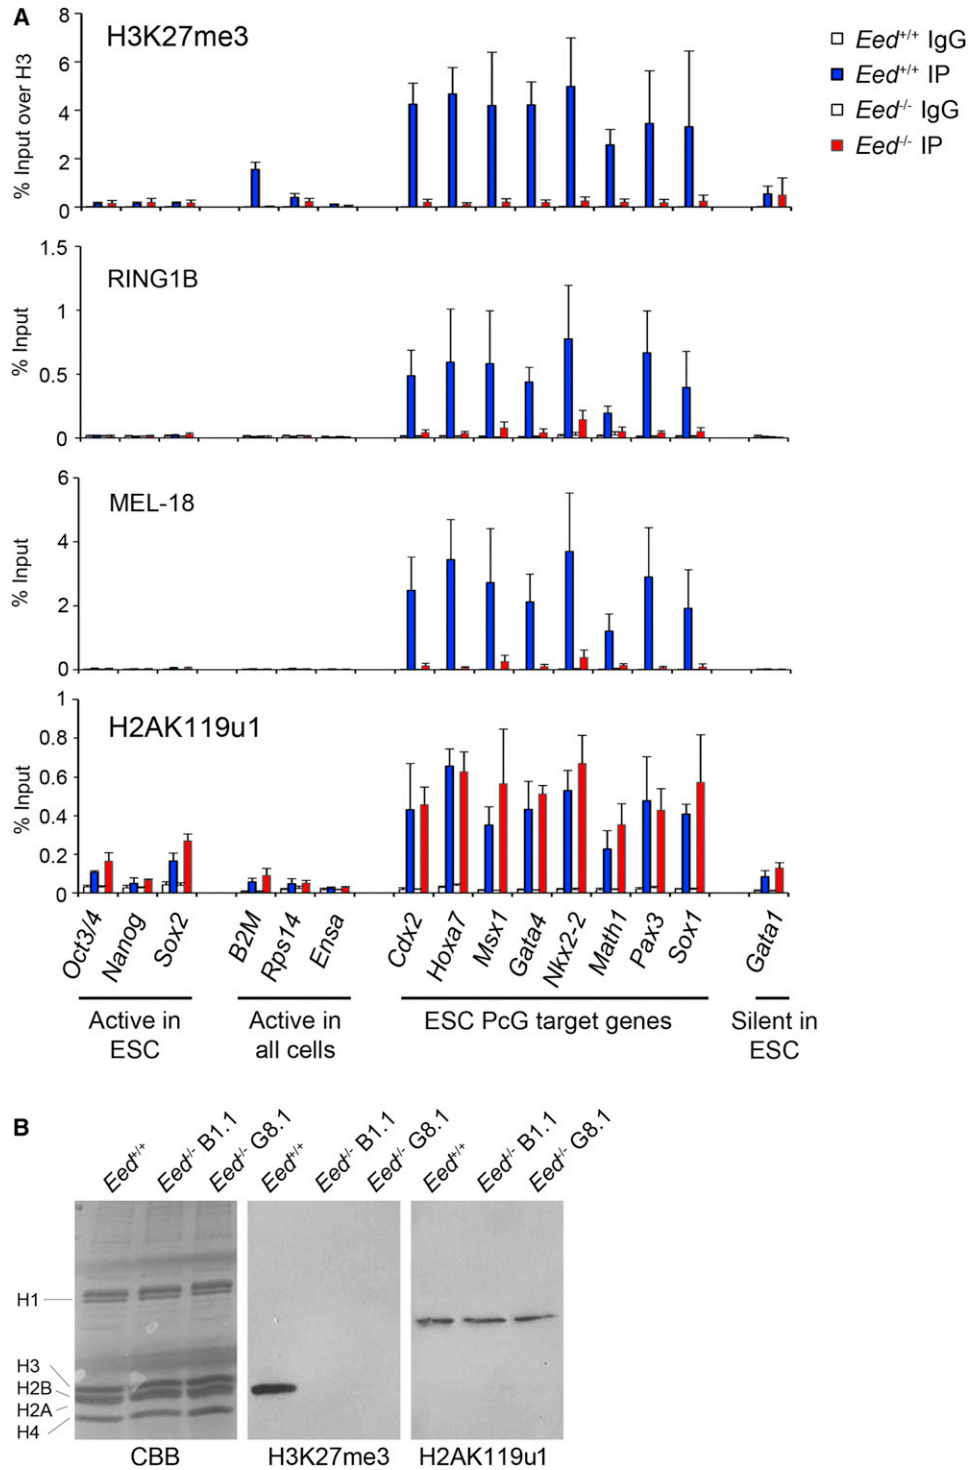 A
H3K27me3
% Input over H3
8
6
4
2
0
Eed+/+ IgG
Eed+/+ IP
Eed-/- IgG
Eed-/- IP
RING1B
% Input
1.5
1
0.5
0
MEL-18
% Input
6
4
2
0
H2AK119u1
% Input
1
0.8
0.6
0.4
0.2
0
Oct3/4
Nanog
Sox2
B2M
Rps14
Ensa
Cdx2
Hoxa7
Msx1
Gata4
Nkx2-2
Math1
Pax3
Sox1
Gata1
Active in
ESC
Active in
all cells
ESC PcG target genes
Silent in
ESC
B
Eed+/+
Eed-/- B1.1
Eed-/- G8.1
Eed+/+
Eed-/- B1.1
Eed-/- G8.1
Eed+/+
Eed-/- B1.1
Eed-/- G8.1
H1
H3
H2B
H2A
H4
CBB
H3K27me3
H2AK119u1